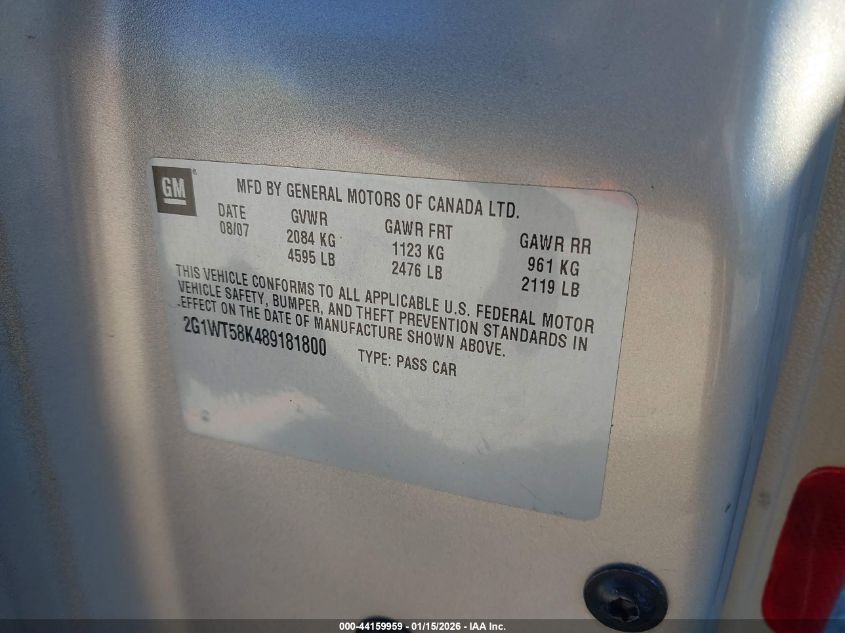 GM
MFD BY GENERAL MOTORS OF CANADA LTD.
DATE GVWR GAWR FRT GAWR RR
08/07 2084 KG 1123 KG 961 KG
4595 LB 2476 LB 2119 LB
THIS VEHICLE CONFORMS TO ALL APPLICABLE U.S. FEDERAL MOTOR
VEHICLE SAFETY, BUMPER, AND THEFT PREVENTION STANDARDS IN
EFFECT ON THE DATE OF MANUFACTURE SHOWN ABOVE.
2G1WT58K489181800 TYPE: PASS CAR
000-44159959 - 01/15/2026 - IAA Inc.